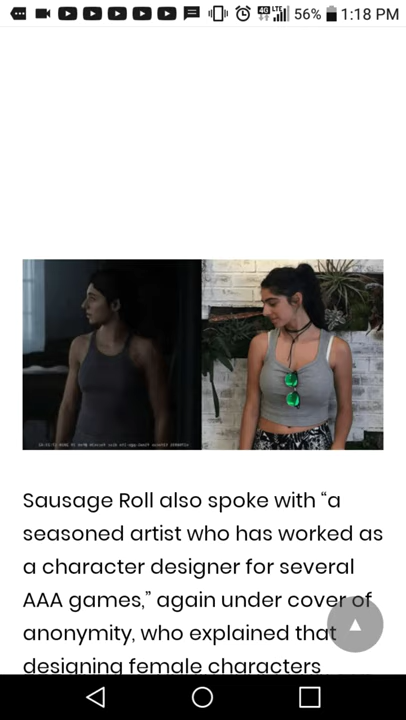 56% 1:18 PM
Sausage Roll also spoke with “a
seasoned artist who has worked as
a character designer for several
AAA games,” again under cover of
anonymity, who explained that
designing female characters